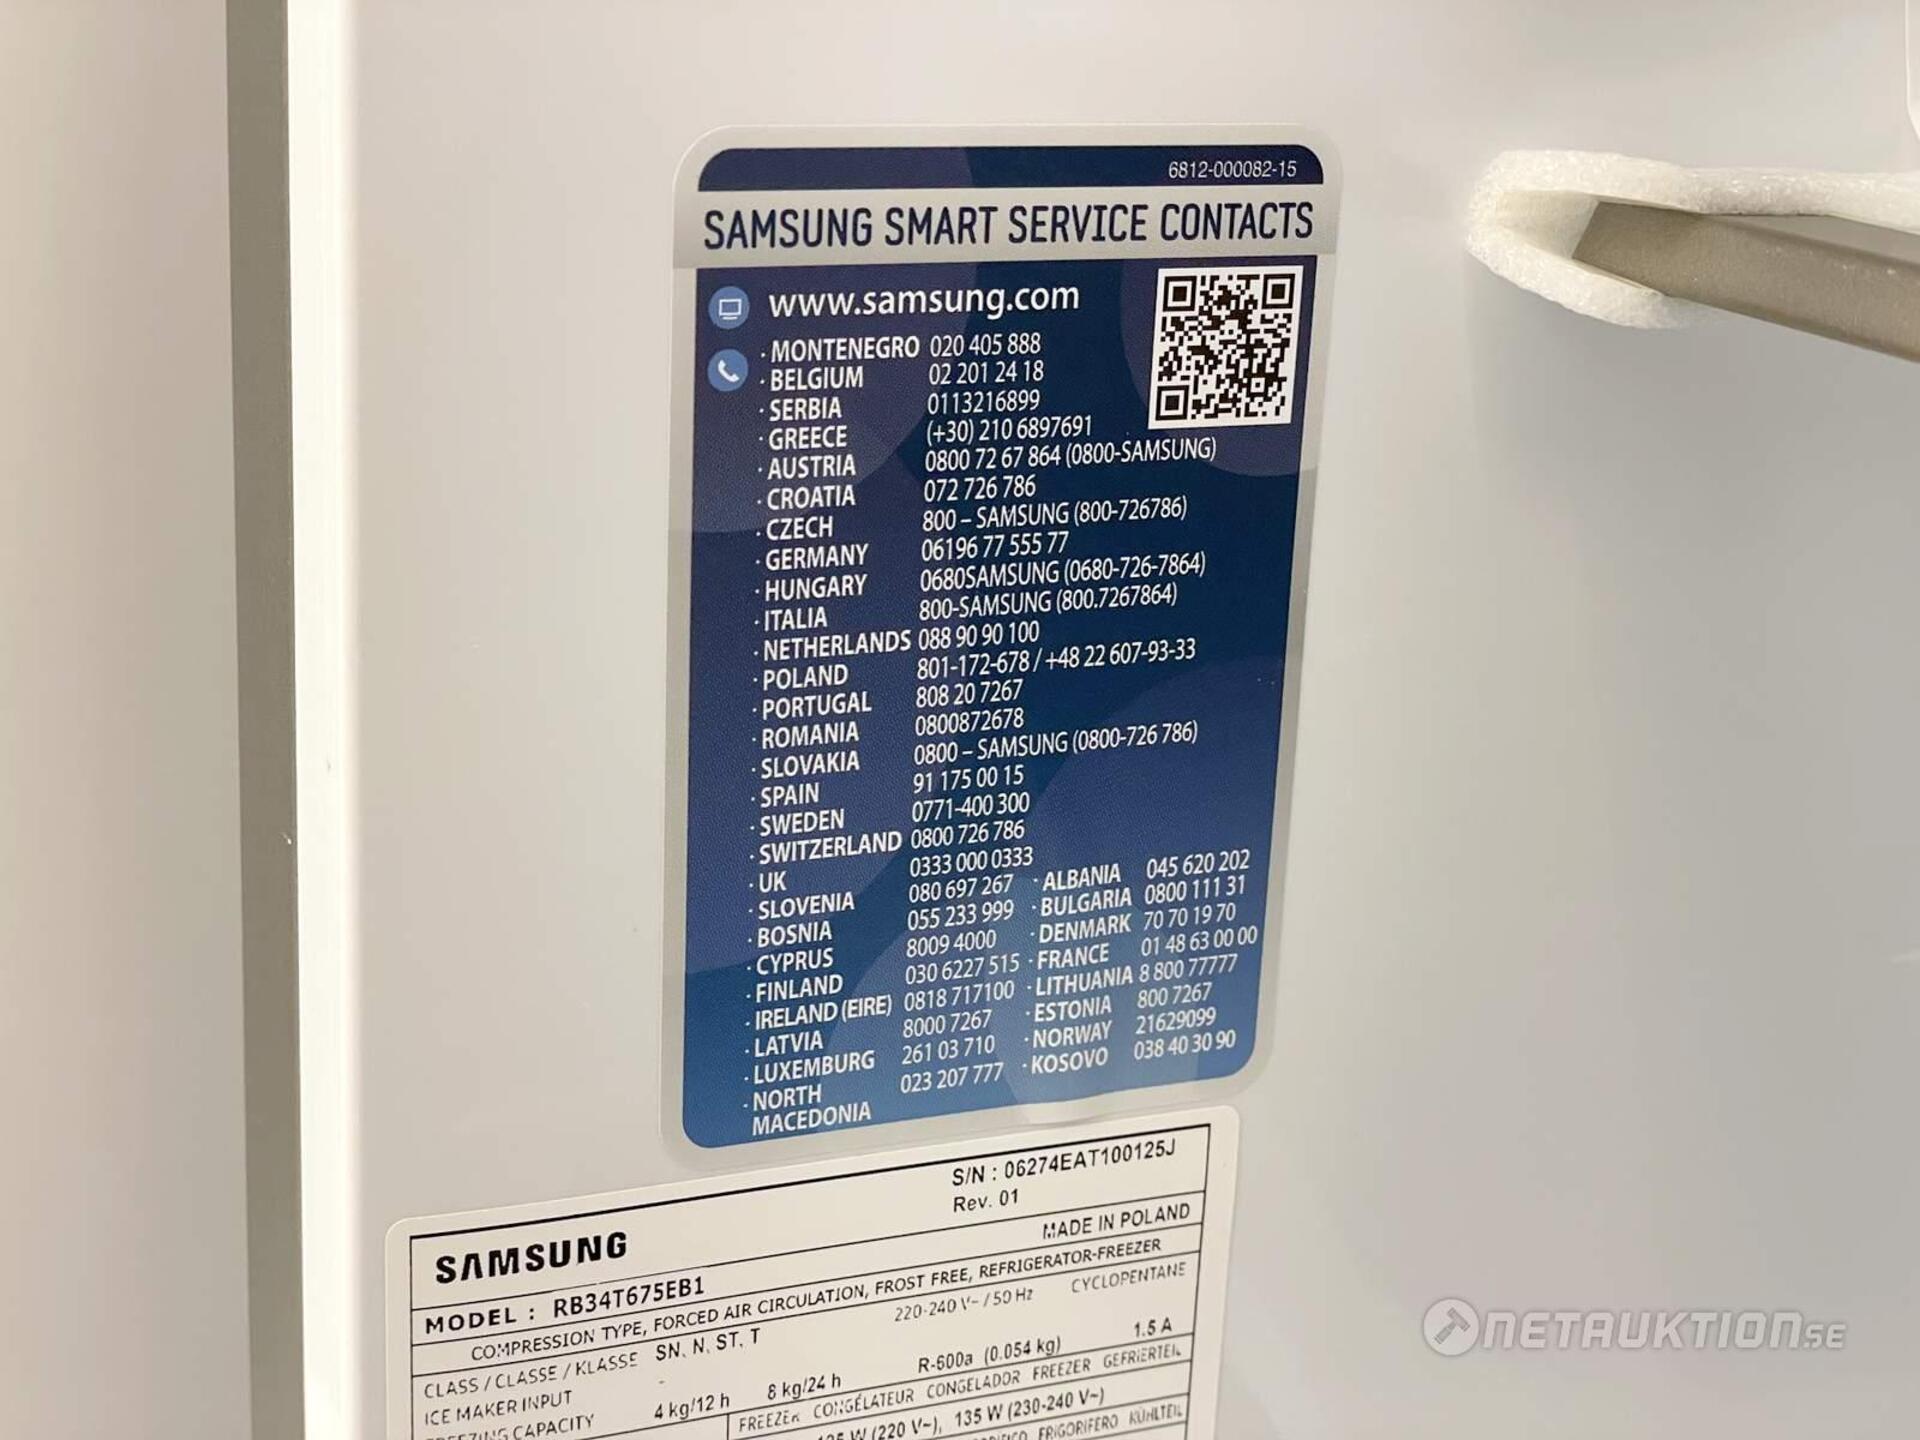 6812-000082-15
SAMSUNG SMART SERVICE CONTACTS
www.samsung.com
· MONTENEGRO 020 405 888
· BELGIUM 02 201 24 18
· SERBIA 0113216899
· GREECE (+30) 210 6897691
· AUSTRIA 0800 72 67 864 (0800-SAMSUNG)
· CROATIA 072 726 786
· CZECH 800 – SAMSUNG (800-726786)
· GERMANY 06196 77 555 77
· HUNGARY 0680SAMSUNG (0680-726-7864)
· ITALIA 800-SAMSUNG (800.7267864)
· NETHERLANDS 088 90 90 100
· POLAND 801-172-678 / +48 22 607-93-33
· PORTUGAL 808 20 7267
· ROMANIA 0800872678
· SLOVAKIA 0800 – SAMSUNG (0800-726 786)
· SPAIN 91 175 00 15
· SWEDEN 0771-400 300
· SWITZERLAND 0800 726 786
· UK 0333 000 0333
· SLOVENIA 080 697 267 · ALBANIA 045 620 202
· BOSNIA 055 233 999 · BULGARIA 0800 111 31
· CYPRUS 8009 4000 · DENMARK 70 70 19 70
· FINLAND 030 6227 515 · FRANCE 01 48 63 00 00
· IRELAND (EIRE) 0818 717100 · LITHUANIA 8 800 77777
· LATVIA 8000 7267 · ESTONIA 800 7267
· LUXEMBURG 261 03 710 · NORWAY 21629099
· NORTH 023 207 777 · KOSOVO 038 40 30 90
MACEDONIA
S/N : 06274EAT100125J
Rev. 01
SAMSUNG
MADE IN POLAND
MODEL : RB34T675EB1
COMPRESSION TYPE, FORCED AIR CIRCULATION, FROST FREE, REFRIGERATOR-FREEZER
CLASS / CLASSE / KLASSE SN, N, ST, T 220-240 V~ / 50 Hz CYCLOPENTANE
ICE MAKER INPUT - R-600a (0.054 kg) 1.5 A
FREEZING CAPACITY 4 kg/12 h 8 kg/24 h
FREEZER CONGÉLATEUR CONGELADOR FREEZER GEFRIERTEIL
W (220 V~), 135 W (230-240 V~)
FRIGORIFERO KÜHLTEIL
NETAUKTION.SE